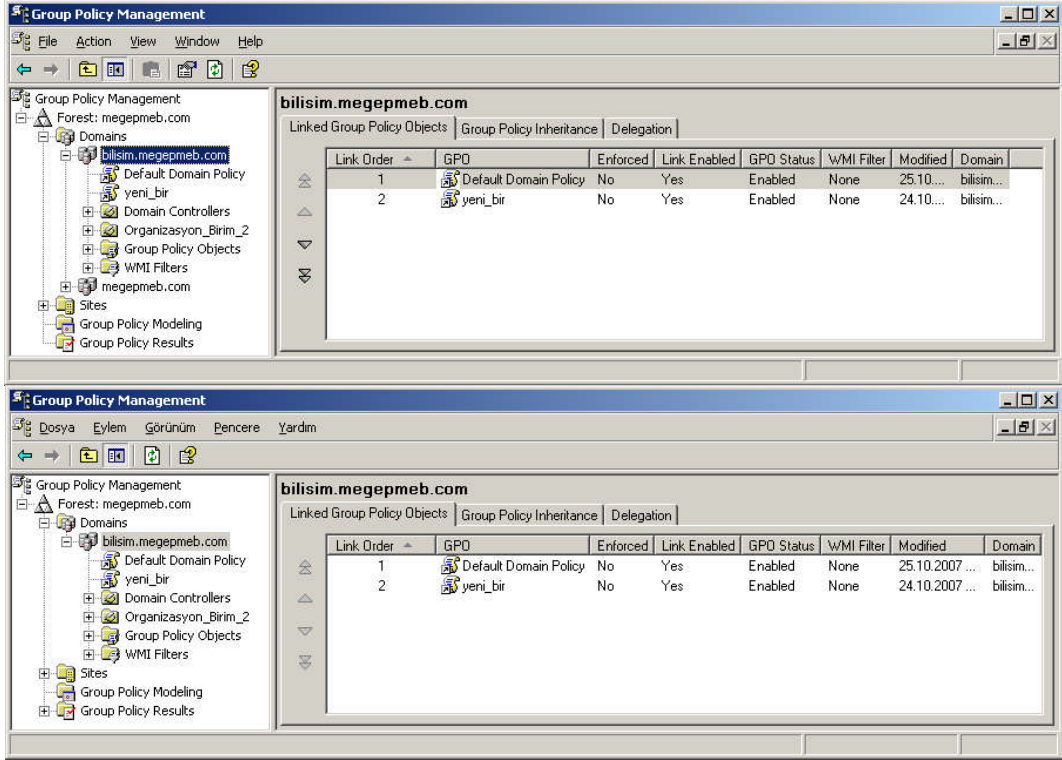 Group Policy Management
File Action View Window Help
Group Policy Management
Forest: megepmeb.com
Domains
bilisim.megepmeb.com
Default Domain Policy
yeni_bir
Domain Controllers
Organizasyon_Birim_2
Group Policy Objects
WMI Filters
megepmeb.com
Sites
Group Policy Modeling
Group Policy Results
bilisim.megepmeb.com
Linked Group Policy Objects Group Policy Inheritance Delegation
Link Order GPO Enforced Link Enabled GPO Status WMI Filter Modified Domain
1 Default Domain Policy No Yes Enabled None 25.10.... bilisim...
2 yeni_bir No Yes Enabled None 24.10.... bilisim...
Group Policy Management
Dosya Eylem Görünüm Pencere Yardım
Group Policy Management
Forest: megepmeb.com
Domains
bilisim.megepmeb.com
Default Domain Policy
yeni_bir
Domain Controllers
Organizasyon_Birim_2
Group Policy Objects
WMI Filters
Sites
Group Policy Modeling
Group Policy Results
bilisim.megepmeb.com
Linked Group Policy Objects Group Policy Inheritance Delegation
Link Order GPO Enforced Link Enabled GPO Status WMI Filter Modified Domain
1 Default Domain Policy No Yes Enabled None 25.10.2007 ... bilisim...
2 yeni_bir No Yes Enabled None 24.10.2007 ... bilisim...